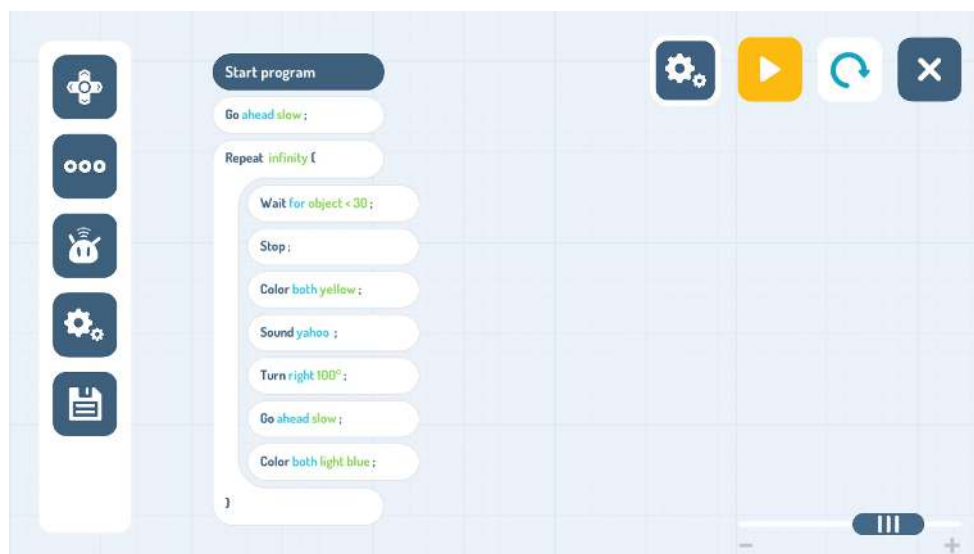 Start program
Go ahead slow ;
Repeat infinity {
Wait for object < 30 ;
Stop ;
Color both yellow ;
Sound yahoo ;
Turn right 100° ;
Go ahead slow ;
Color both light blue ;
}